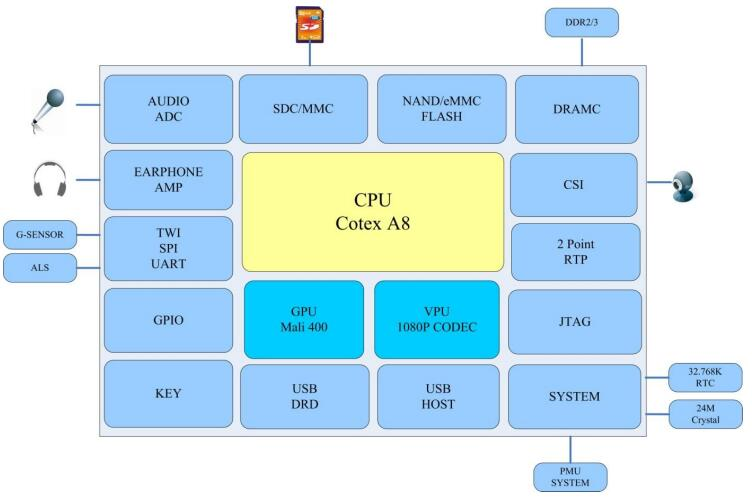 DDR2/3
AUDIO
ADC
SDC/MMC
NAND/eMMC
FLASH
DRAMC
EARPHONE
AMP
CPU
Cotex A8
CSI
G-SENSOR
ALS
TWI
SPI
UART
2 Point
RTP
GPIO
GPU
Mali 400
VPU
1080P CODEC
JTAG
KEY
USB
DRD
USB
HOST
SYSTEM
32.768K
RTC
24M
Crystal
PMU
SYSTEM